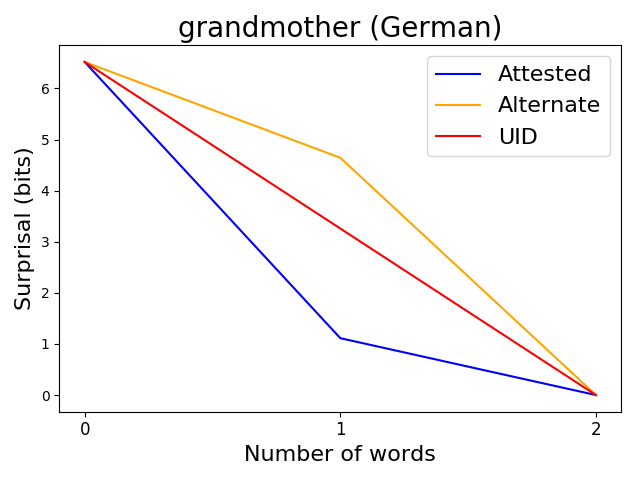 grandmother (German)
Attested
Alternate
UID
Surprisal (bits)
6
5
4
3
2
1
0
0 1 2
Number of words